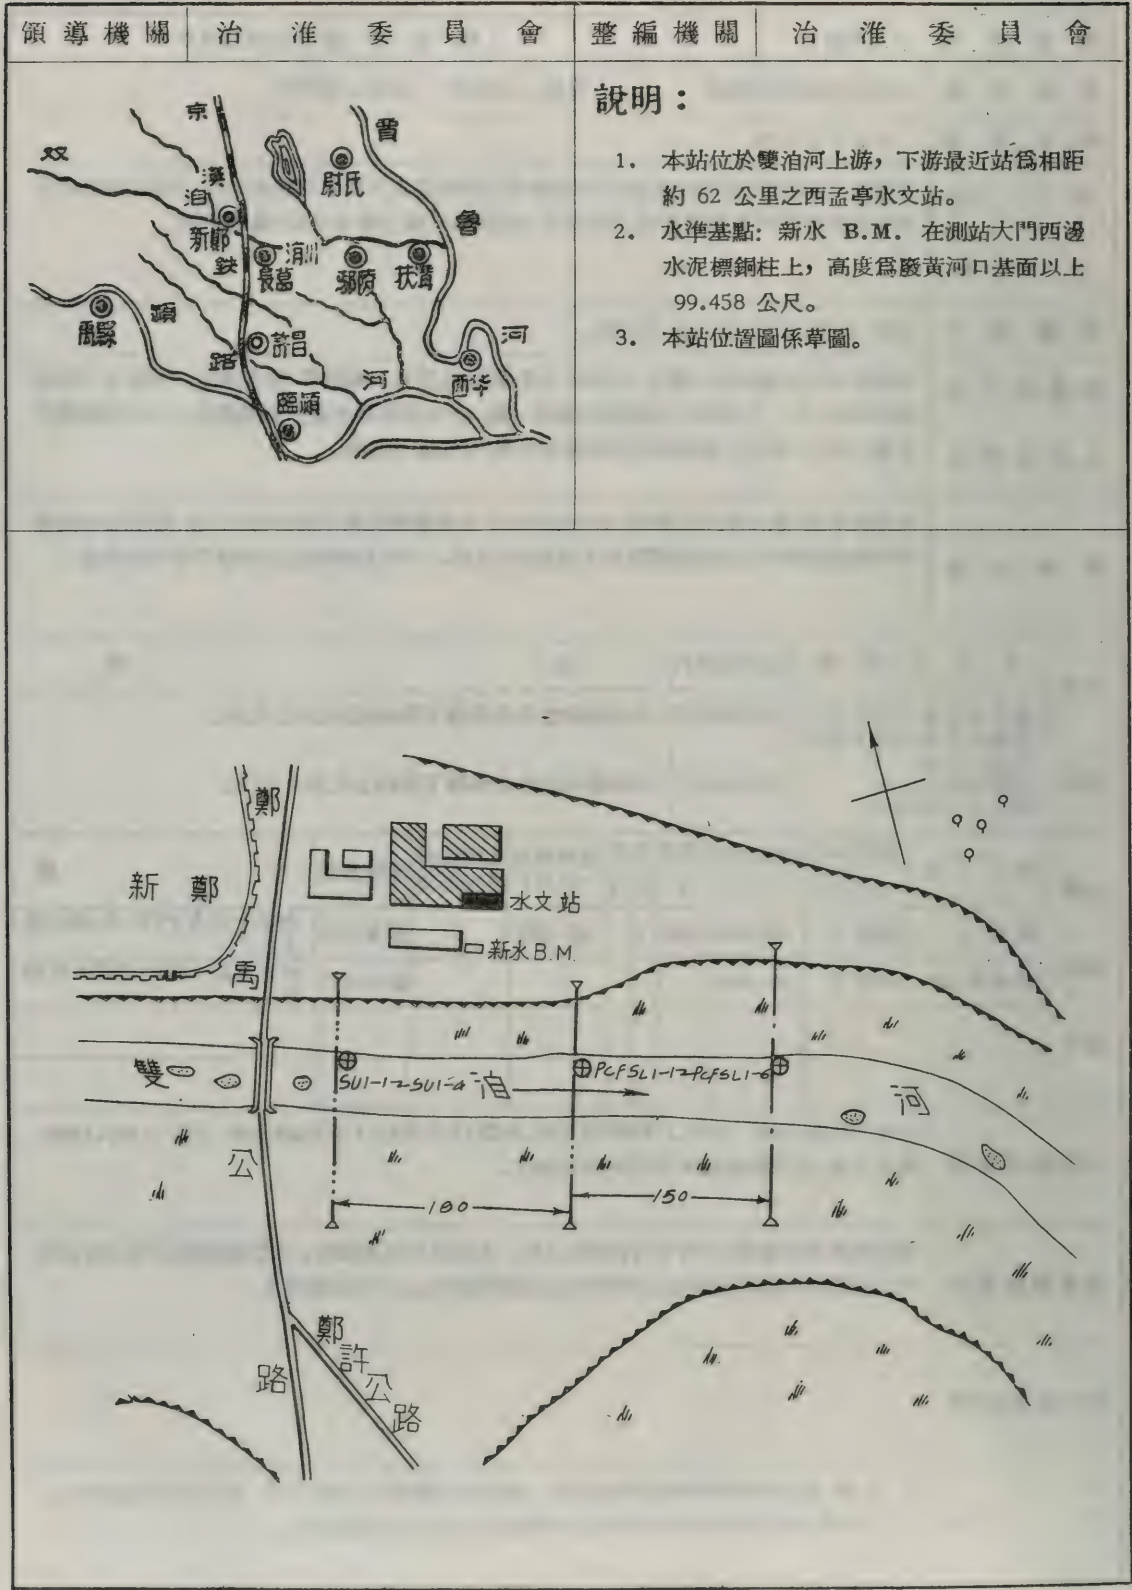 領導機關 治淮委員會 整編機關 治淮委員會
京
漢
鉄
路
双
洎
賈
魯
河
尉氏
新鄭
長葛
洧川
鄢陵
扶溝
禹縣
潁
河
許昌
臨潁
西华
說明：
1. 本站位於雙洎河上游，下游最近站爲相距
約 62 公里之西孟亭水文站。
2. 水準基點: 新水 B.M. 在測站大門西邊
水泥標銅柱上，高度爲廢黃河口基面以上
99.458 公尺。
3. 本站位置圖係草圖。
新鄭
鄭
禹
公
路
水文站
新水B.M.
雙
洎
河
SU1-1~SU1-4
PCFSL1-1~PCFSL1-6
180
150
鄭
許
公
路